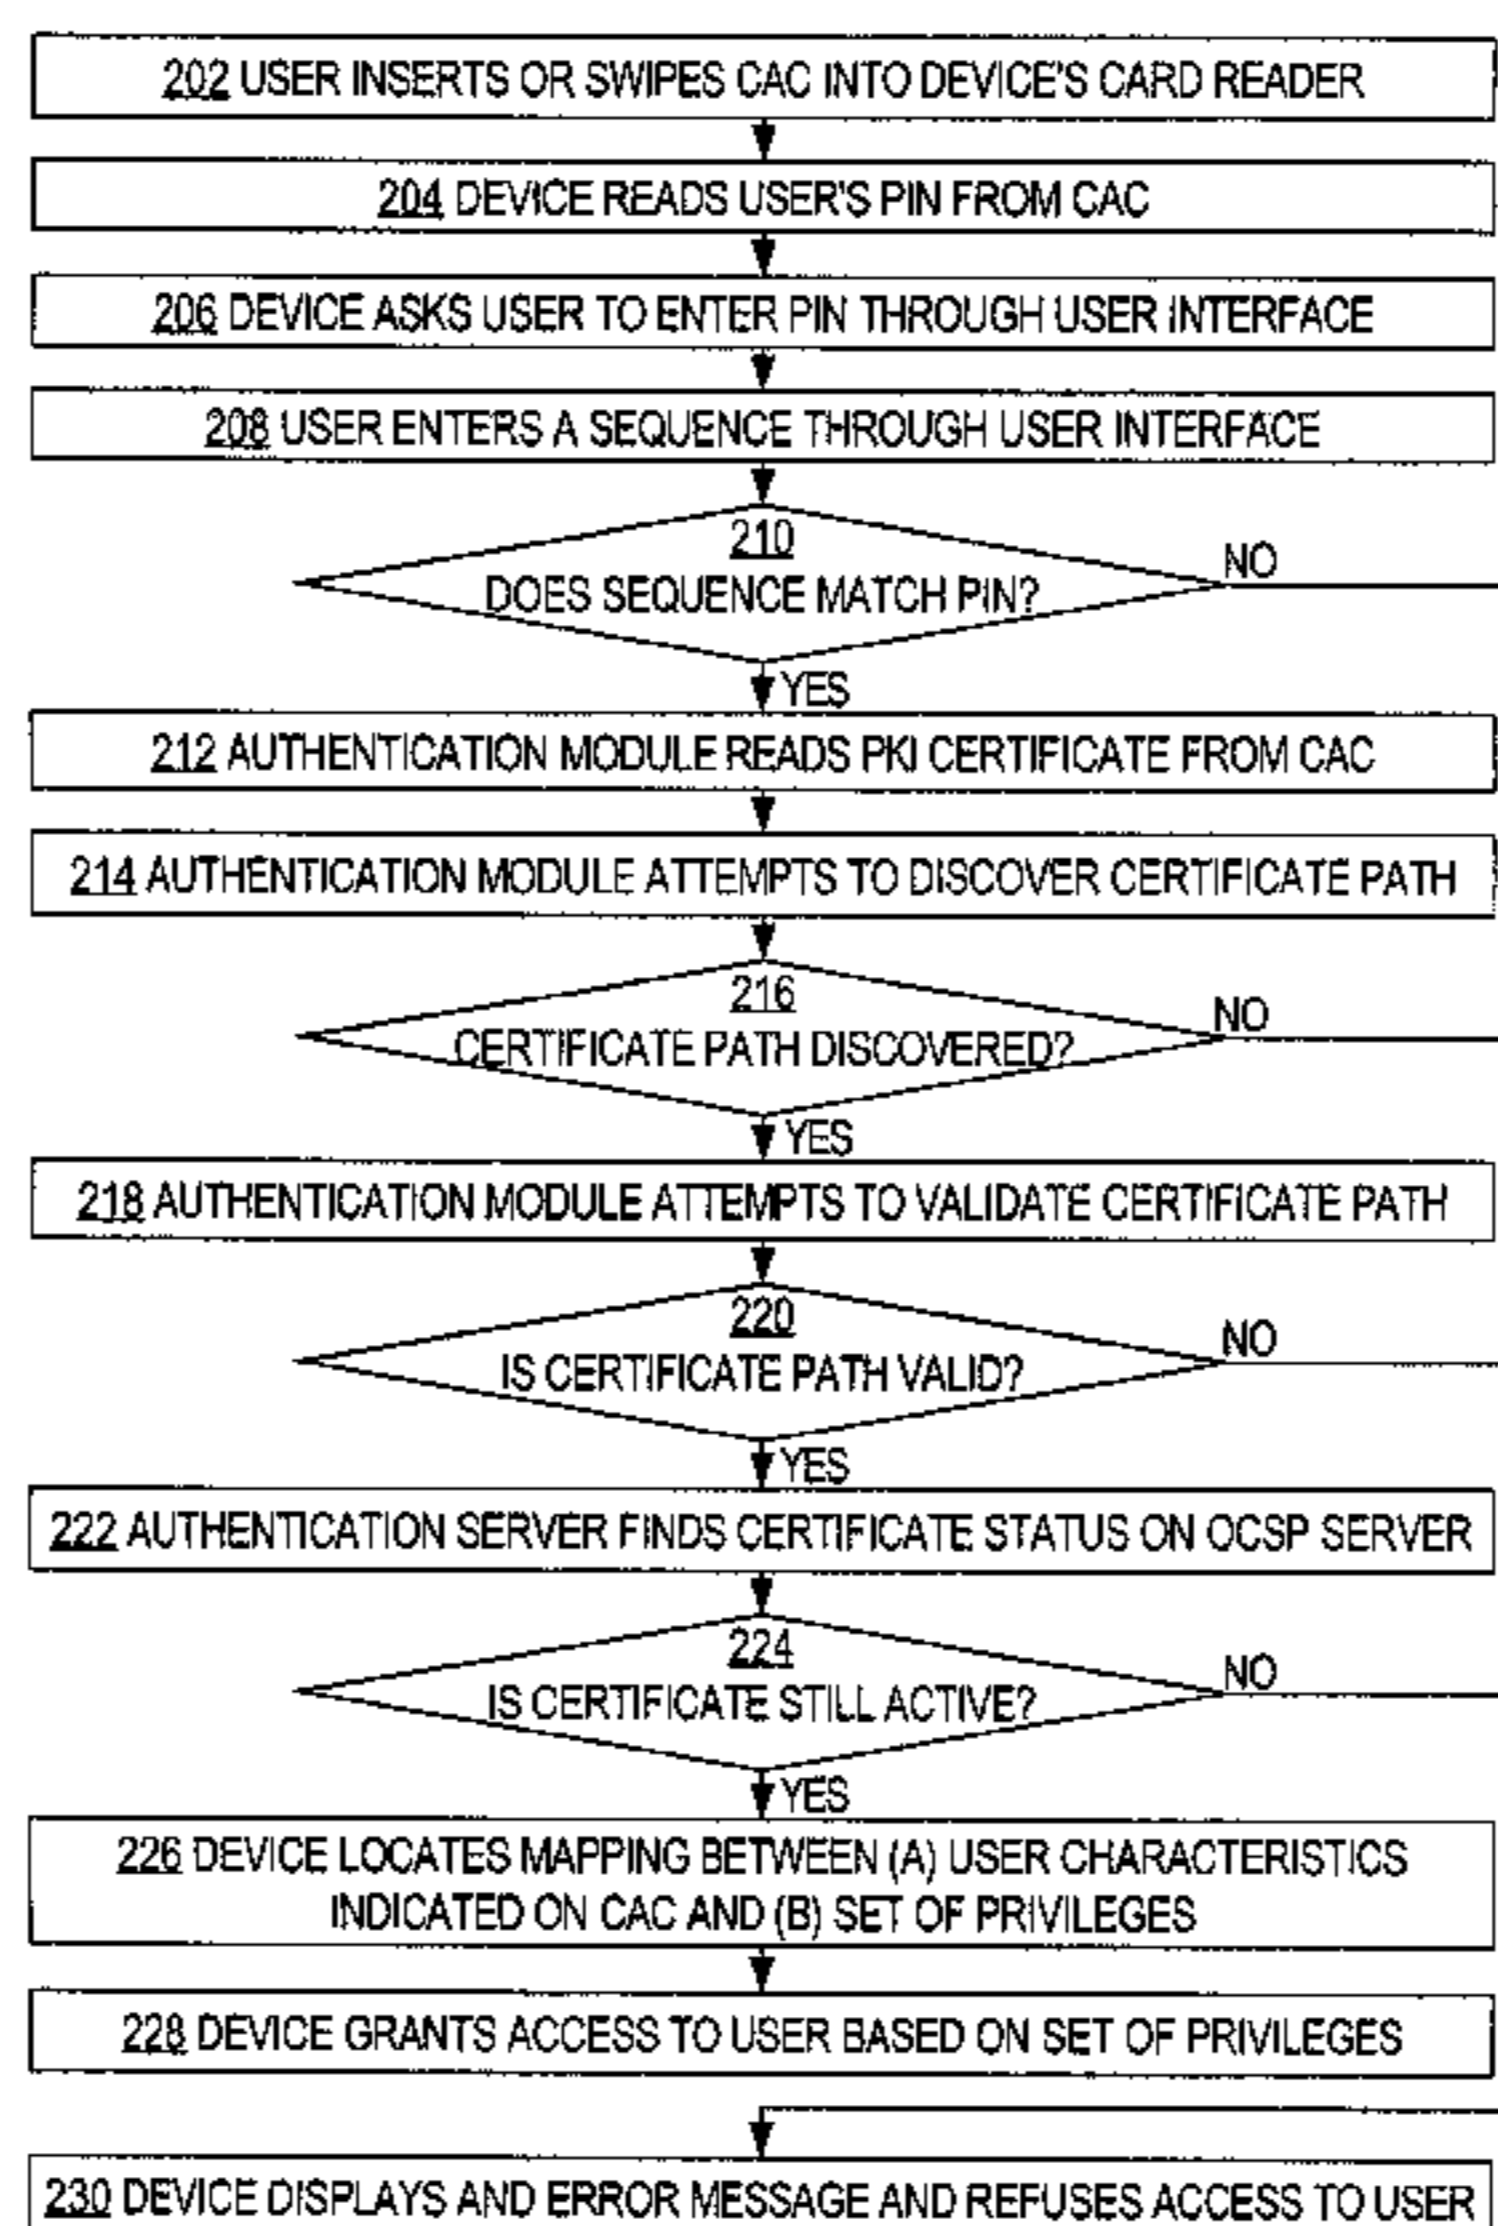 202 USER INSERTS OR SWIPES CAC INTO DEVICE'S CARD READER
204 DEVICE READS USER'S PIN FROM CAC
206 DEVICE ASKS USER TO ENTER PIN THROUGH USER INTERFACE
208 USER ENTERS A SEQUENCE THROUGH USER INTERFACE
210
DOES SEQUENCE MATCH PIN?
NO
YES
212 AUTHENTICATION MODULE READS PKI CERTIFICATE FROM CAC
214 AUTHENTICATION MODULE ATTEMPTS TO DISCOVER CERTIFICATE PATH
216
CERTIFICATE PATH DISCOVERED?
NO
YES
218 AUTHENTICATION MODULE ATTEMPTS TO VALIDATE CERTIFICATE PATH
220
IS CERTIFICATE PATH VALID?
NO
YES
222 AUTHENTICATION SERVER FINDS CERTIFICATE STATUS ON OCSP SERVER
224
IS CERTIFICATE STILL ACTIVE?
NO
YES
226 DEVICE LOCATES MAPPING BETWEEN (A) USER CHARACTERISTICS
INDICATED ON CAC AND (B) SET OF PRIVILEGES
228 DEVICE GRANTS ACCESS TO USER BASED ON SET OF PRIVILEGES
230 DEVICE DISPLAYS AND ERROR MESSAGE AND REFUSES ACCESS TO USER